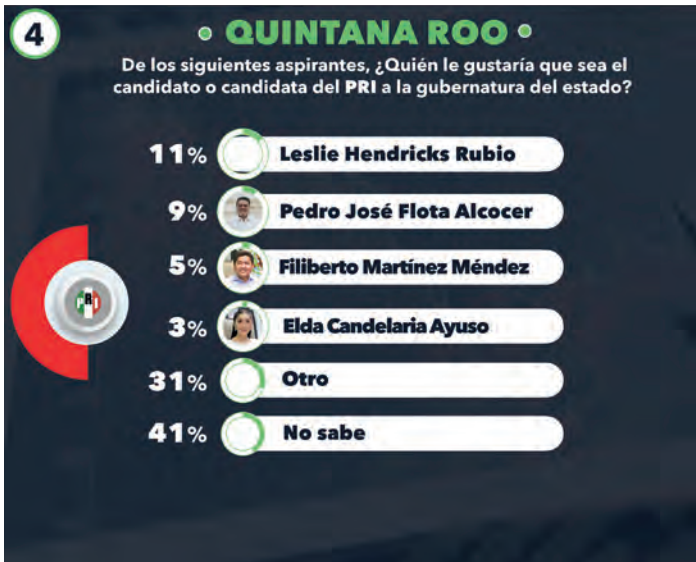 4
QUINTANA ROO
De los siguientes aspirantes, ¿Quién le gustaría que sea el
candidato o candidata del PRI a la gubernatura del estado?
11% Leslie Hendricks Rubio
9% Pedro José Flota Alcocer
5% Filiberto Martínez Méndez
3% Elda Candelaria Ayuso
PRI
31% Otro
41% No sabe